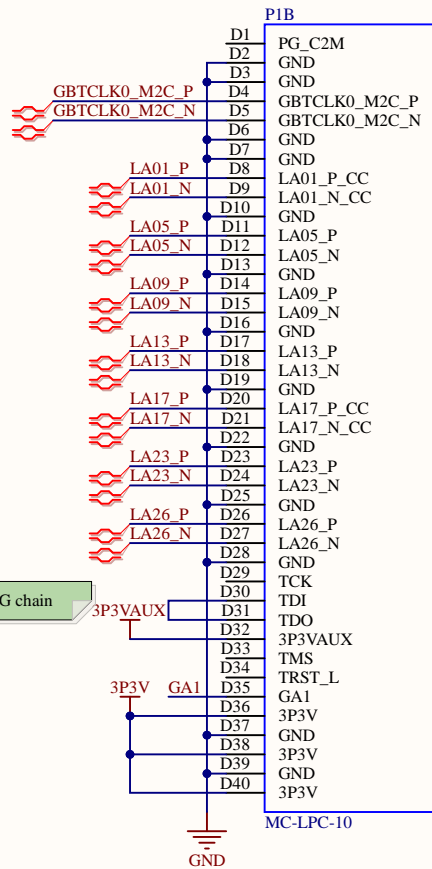 P1B
D1 PG_C2M
D2 GND
D3 GND
GBTCLK0_M2C_P D4 GBTCLK0_M2C_P
GBTCLK0_M2C_N D5 GBTCLK0_M2C_N
D6 GND
D7 GND
LA01_P D8 LA01_P_CC
LA01_N D9 LA01_N_CC
D10 GND
LA05_P D11 LA05_P
LA05_N D12 LA05_N
D13 GND
LA09_P D14 LA09_P
LA09_N D15 LA09_N
D16 GND
LA13_P D17 LA13_P
LA13_N D18 LA13_N
D19 GND
LA17_P D20 LA17_P_CC
LA17_N D21 LA17_N_CC
D22 GND
LA23_P D23 LA23_P
LA23_N D24 LA23_N
D25 GND
LA26_P D26 LA26_P
LA26_N D27 LA26_N
D28 GND
D29 TCK
G chain D30 TDI
3P3VAUX D31 TDO
D32 3P3VAUX
D33 TMS
D34 TRST_L
3P3V GA1 D35 GA1
D36 3P3V
D37 GND
D38 3P3V
D39 GND
D40 3P3V
MC-LPC-10
GND